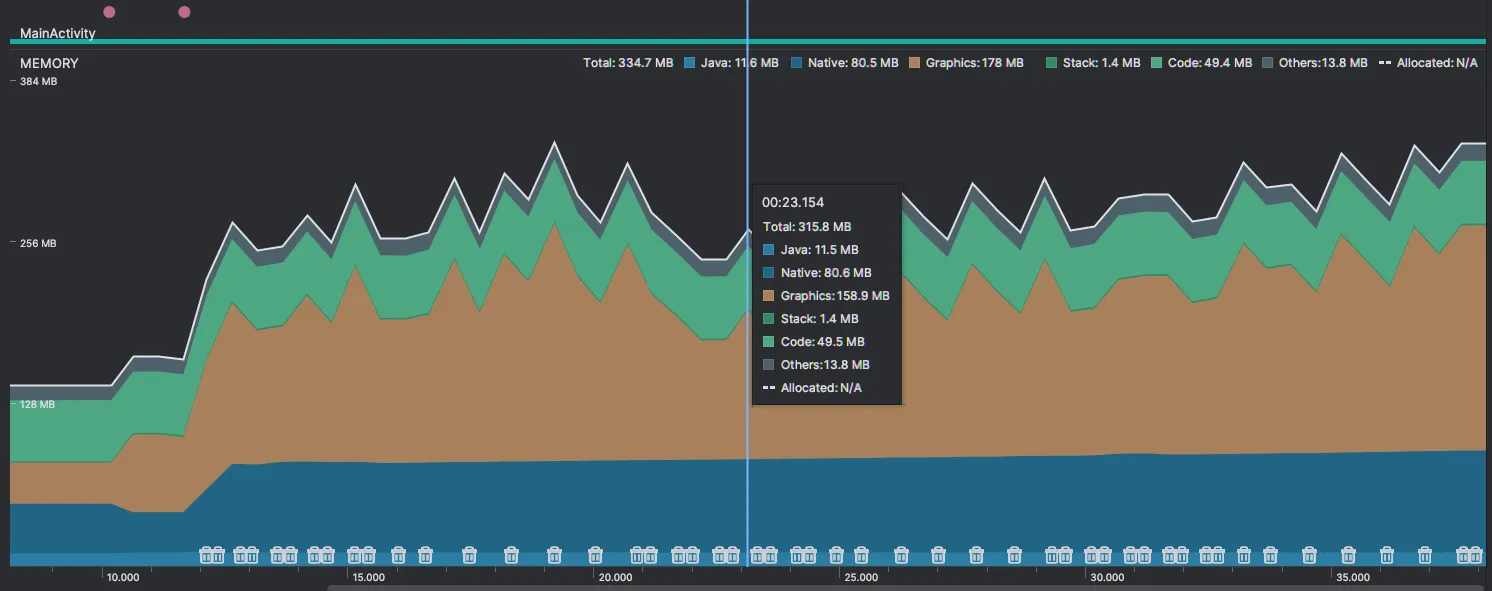 MainActivity
MEMORY Total: 334.7 MB Java: 11.6 MB Native: 80.5 MB Graphics: 178 MB Stack: 1.4 MB Code: 49.4 MB Others:13.8 MB Allocated: N/A
384 MB
00:23.154
Total: 315.8 MB
Java: 11.5 MB
256 MB
Native: 80.6 MB
Graphics: 158.9 MB
Stack: 1.4 MB
Code: 49.5 MB
Others:13.8 MB
Allocated: N/A
128 MB
10.000 15.000 20.000 25.000 30.000 35.000